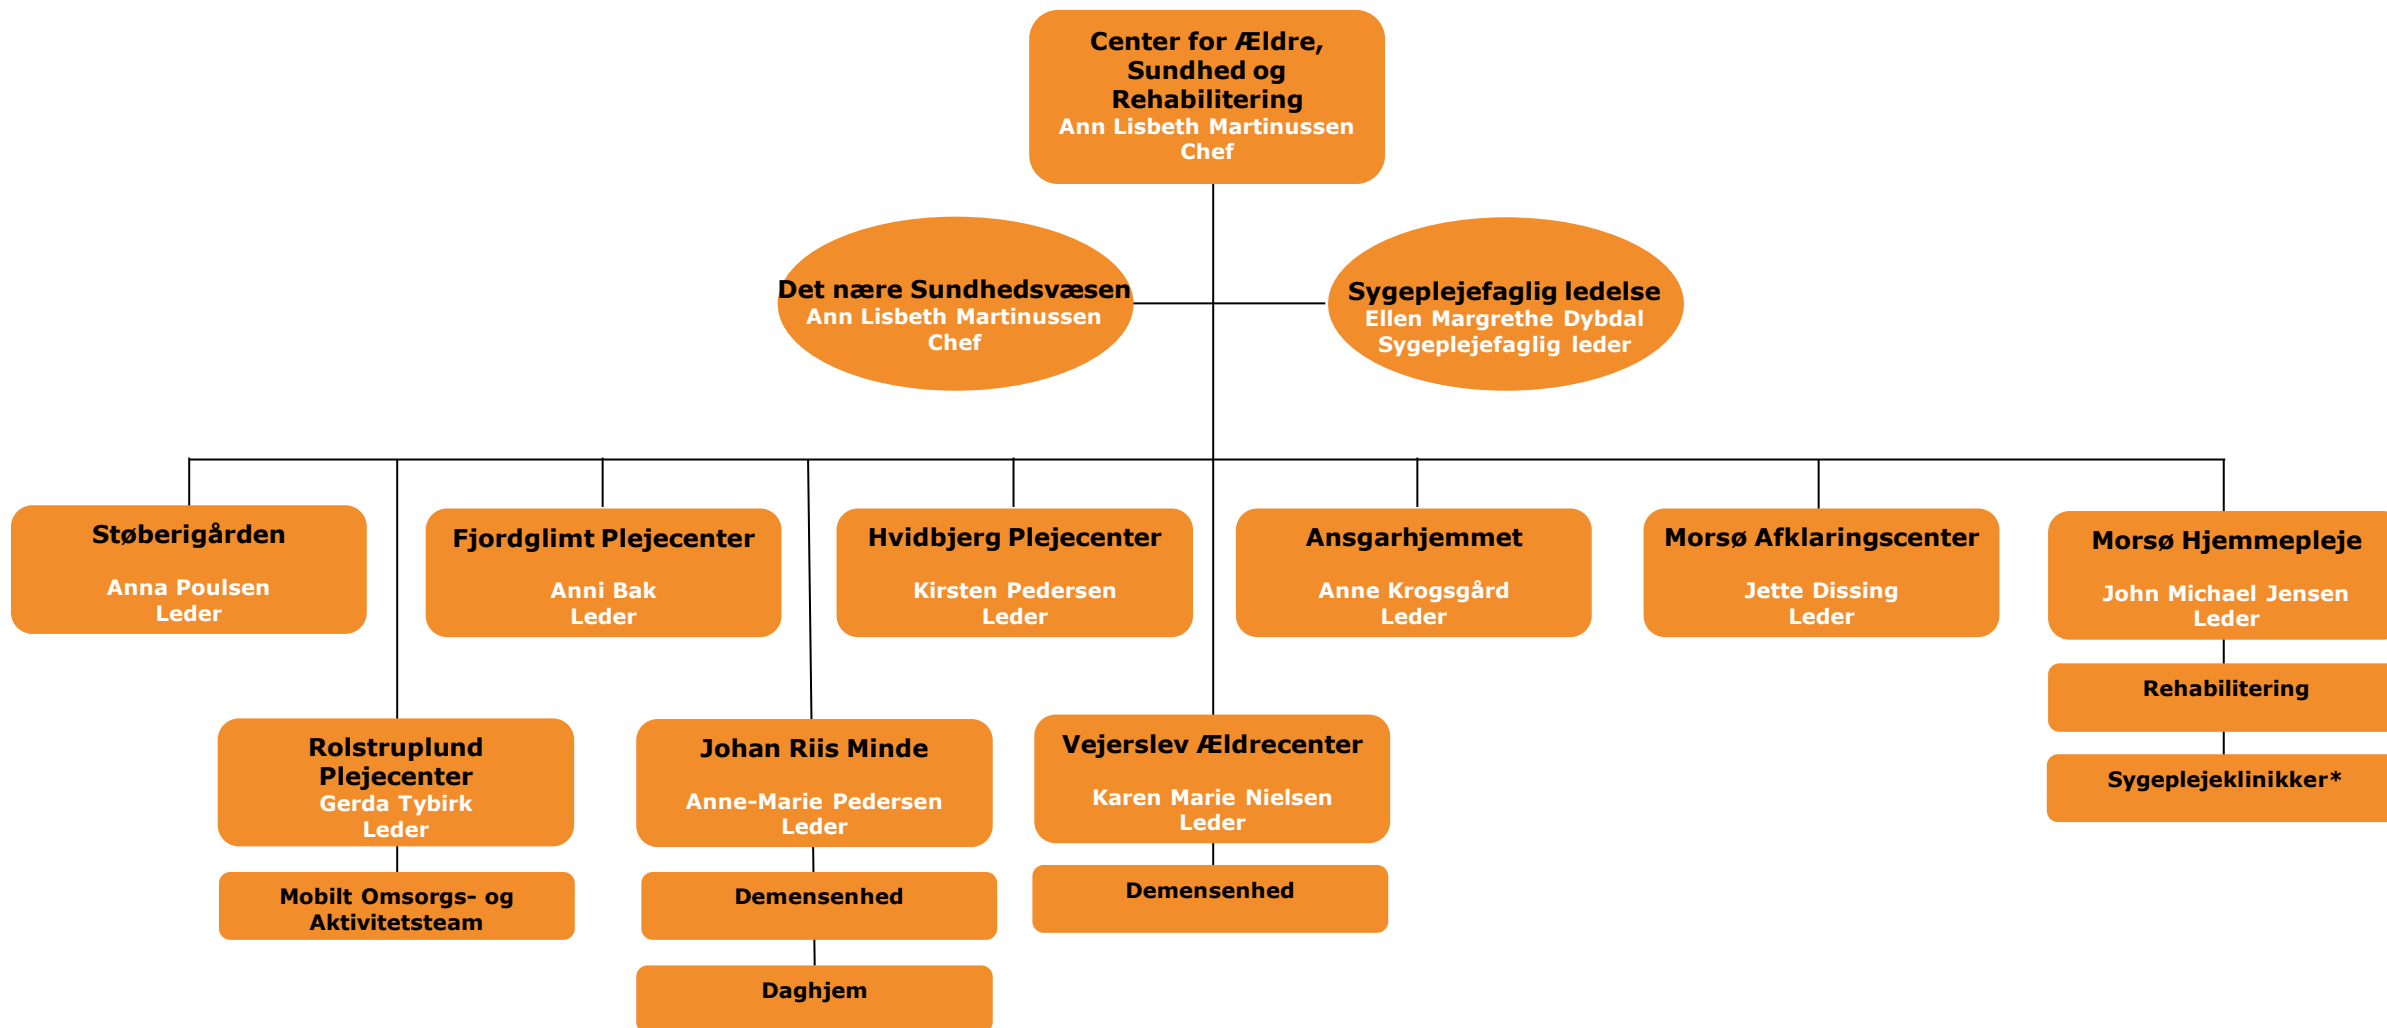 Center for Ældre,
Sundhed og
Rehabilitering
Ann Lisbeth Martinussen
Chef
Det nære Sundhedsvæsen
Ann Lisbeth Martinussen
Chef
Sygeplejefaglig ledelse
Ellen Margrethe Dybdal
Sygeplejefaglig leder
Støberigården
Anna Poulsen
Leder
Fjordglimt Plejecenter
Anni Bak
Leder
Hvidbjerg Plejecenter
Kirsten Pedersen
Leder
Ansgarhjemmet
Anne Krogsgård
Leder
Morsø Afklaringscenter
Jette Dissing
Leder
Morsø Hjemmepleje
John Michael Jensen
Leder
Rehabilitering
Sygeplejeklinikker*
Rolstruplund
Plejecenter
Gerda Tybirk
Leder
Mobilt Omsorgs- og
Aktivitetsteam
Johan Riis Minde
Anne-Marie Pedersen
Leder
Demensenhed
Daghjem
Vejerslev Ældrecenter
Karen Marie Nielsen
Leder
Demensenhed